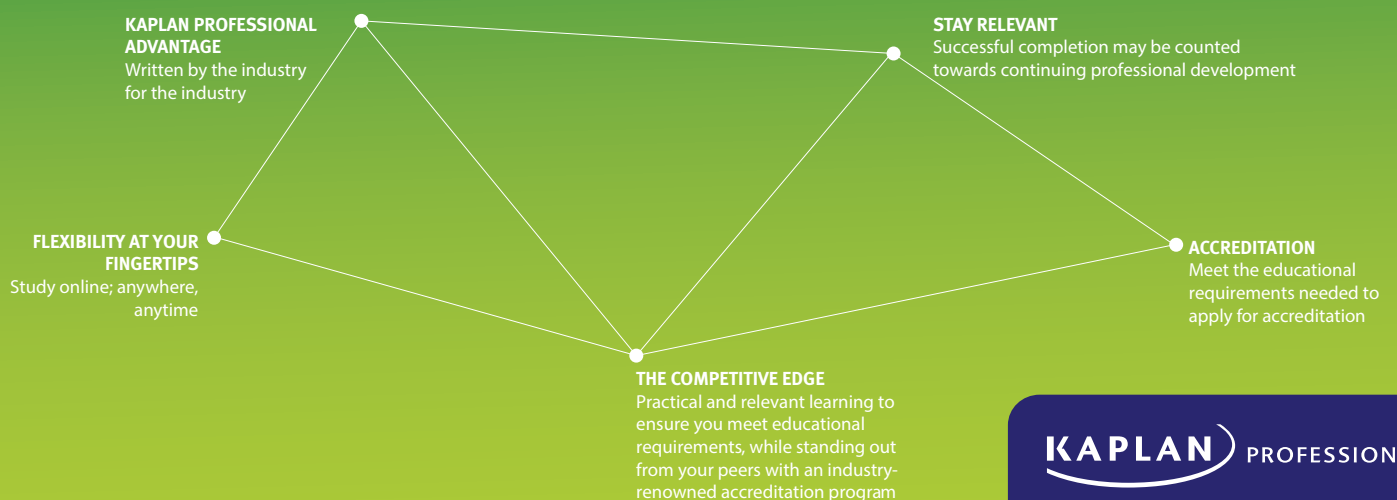 KAPLAN PROFESSIONAL
ADVANTAGE
Written by the industry
for the industry
STAY RELEVANT
Successful completion may be counted
towards continuing professional development
FLEXIBILITY AT YOUR
FINGERTIPS
Study online; anywhere,
anytime
ACCREDITATION
Meet the educational
requirements needed to
apply for accreditation
THE COMPETITIVE EDGE
Practical and relevant learning to
ensure you meet educational
requirements, while standing out
from your peers with an industry-
renowned accreditation program
KAPLAN PROFESSION